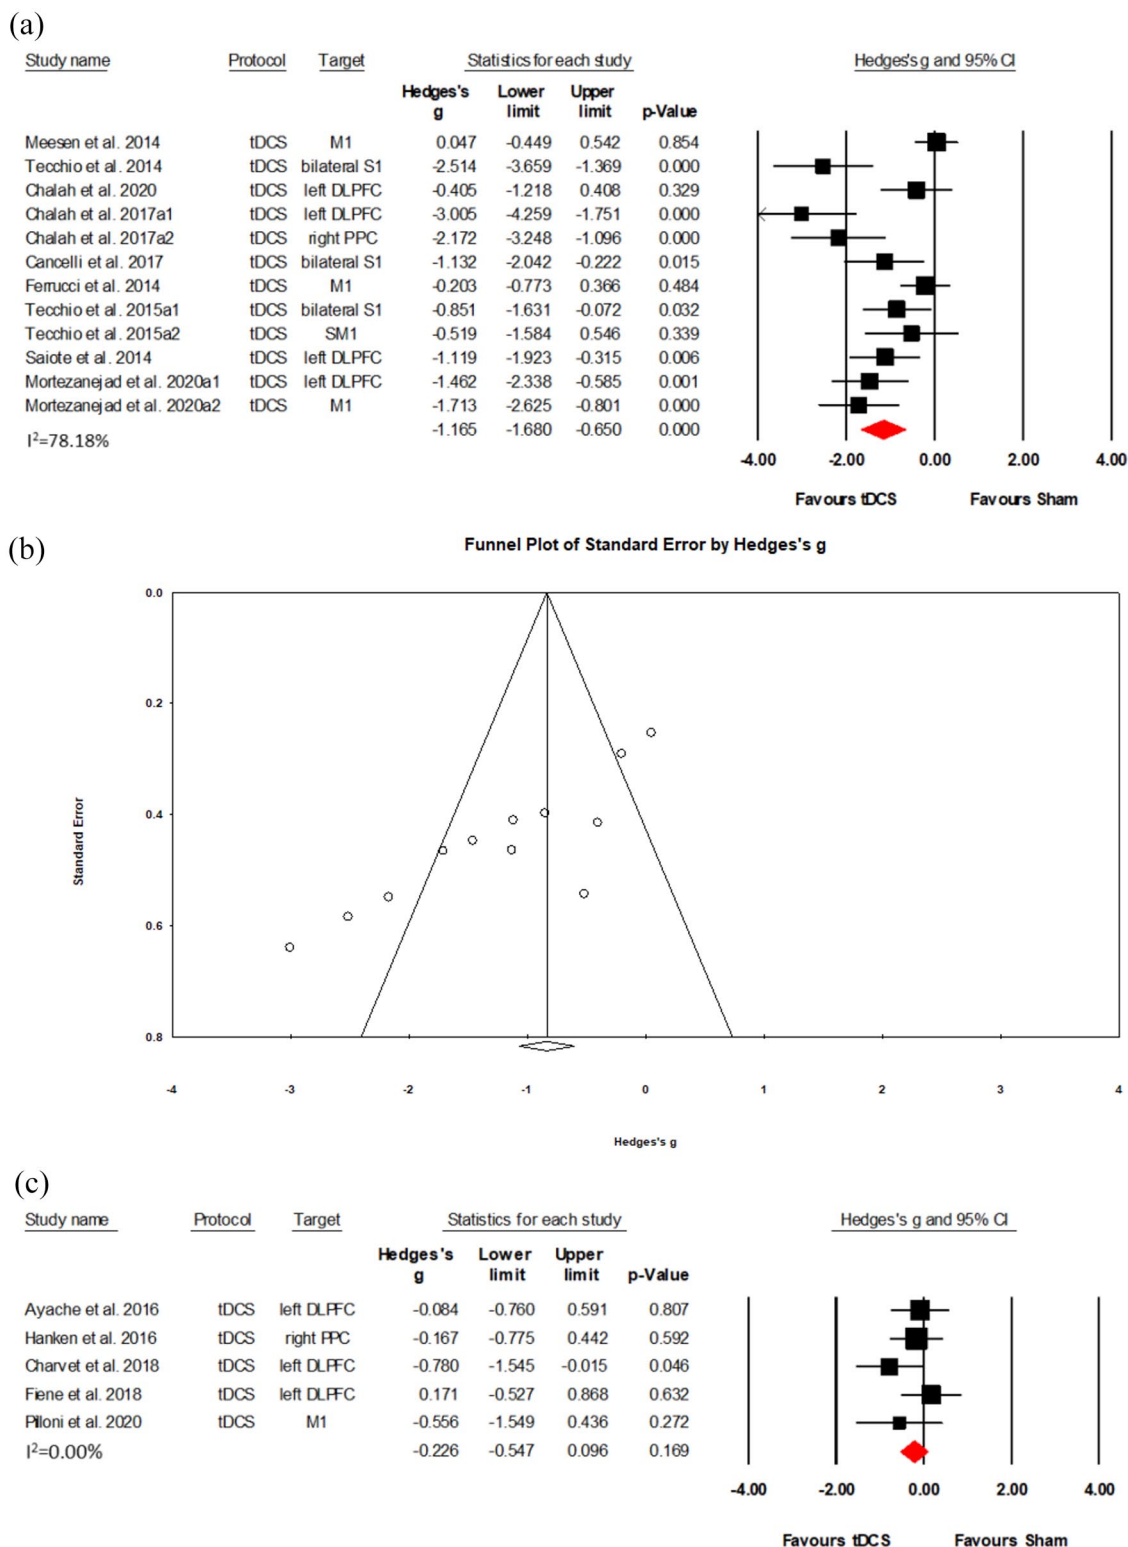 (a)
Study name Protocol Target Statistics for each study Hedges's g and 95% CI
Hedges's g Lower limit Upper limit p-Value
Meesen et al. 2014 tDCS M1 0.047 -0.449 0.542 0.854
Tecchio et al. 2014 tDCS bilateral S1 -2.514 -3.659 -1.369 0.000
Chalah et al. 2020 tDCS left DLPFC -0.405 -1.218 0.408 0.329
Chalah et al. 2017a1 tDCS left DLPFC -3.005 -4.259 -1.751 0.000
Chalah et al. 2017a2 tDCS right PPC -2.172 -3.248 -1.096 0.000
Cancelli et al. 2017 tDCS bilateral S1 -1.132 -2.042 -0.222 0.015
Ferrucci et al. 2014 tDCS M1 -0.203 -0.773 0.366 0.484
Tecchio et al. 2015a1 tDCS bilateral S1 -0.851 -1.631 -0.072 0.032
Tecchio et al. 2015a2 tDCS SM1 -0.519 -1.584 0.546 0.339
Saiote et al. 2014 tDCS left DLPFC -1.119 -1.923 -0.315 0.006
Mortezanejad et al. 2020a1 tDCS left DLPFC -1.462 -2.338 -0.585 0.001
Mortezanejad et al. 2020a2 tDCS M1 -1.713 -2.625 -0.801 0.000
I²=78.18% -1.165 -1.680 -0.650 0.000
-4.00 -2.00 0.00 2.00 4.00
Favours tDCS Favours Sham
(b)
Funnel Plot of Standard Error by Hedges's g
0.0
0.2
0.4
0.6
0.8
Standard Error
-4 -3 -2 -1 0 1 2 3 4
Hedges's g
(c)
Study name Protocol Target Statistics for each study Hedges's g and 95% CI
Hedges's g Lower limit Upper limit p-Value
Ayache et al. 2016 tDCS left DLPFC -0.084 -0.760 0.591 0.807
Hanken et al. 2016 tDCS right PPC -0.167 -0.775 0.442 0.592
Charvet et al. 2018 tDCS left DLPFC -0.780 -1.545 -0.015 0.046
Fiene et al. 2018 tDCS left DLPFC 0.171 -0.527 0.868 0.632
Pilloni et al. 2020 tDCS M1 -0.556 -1.549 0.436 0.272
I²=0.00% -0.226 -0.547 0.096 0.169
-4.00 -2.00 0.00 2.00 4.00
Favours tDCS Favours Sham